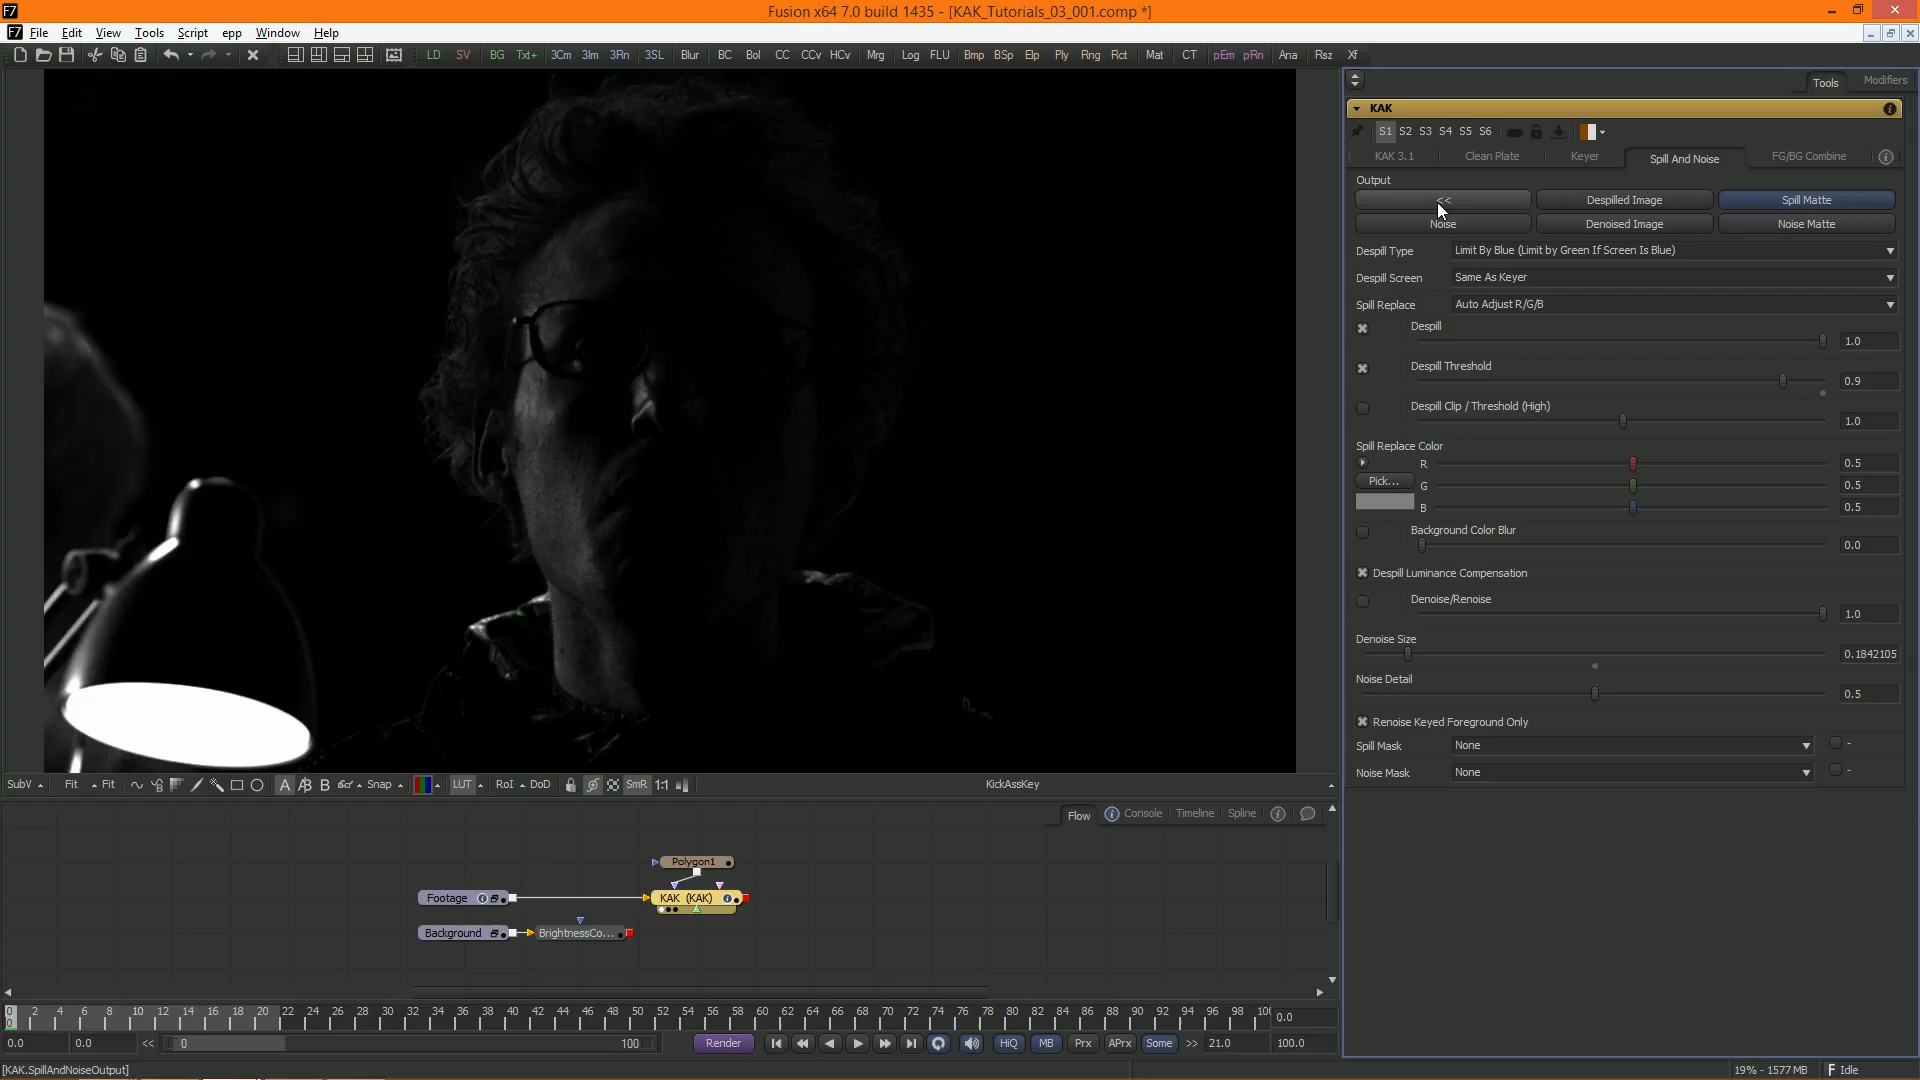 Fusion x64 7.0 build 1435 - [KAK_Tutorials_03_001.comp *]
File Edit View Tools Script epp Window Help
LD SV BG Txt+ 3Cm 3Im 3Rn 3SL Blur BC Bol CC CCv HCv Mrg Log FLU Bmp BSp Elp Ply Rng Rct Mat CT pEm pRn Ana Rsz Xf
Tools Modifiers
KAK
S1 S2 S3 S4 S5 S6
KAK 3.1 Clean Plate Keyer Spill And Noise FG/BG Combine
Output
<< Despilled Image Spill Matte
Noise Denoised Image Noise Matte
Despill Type Limit By Blue (Limit by Green If Screen Is Blue)
Despill Screen Same As Keyer
Spill Replace Auto Adjust R/G/B
Despill
1.0
Despill Threshold
0.9
Despill Clip / Threshold (High)
1.0
Spill Replace Color
R 0.5
Pick... G 0.5
B 0.5
Background Color Blur
0.0
Despill Luminance Compensation
Denoise/Renoise
1.0
Denoise Size
0.1842105
Noise Detail
0.5
Renoise Keyed Foreground Only
Spill Mask None -
Noise Mask None -
SubV Fit Fit A B Snap LUT RoI DoD SmR 1:1 KickAssKey
Flow Console Timeline Spline
Polygon1
Footage KAK (KAK)
Background BrightnessCo...
0 2 4 6 8 10 12 14 16 18 20 22 24 26 28 30 32 34 36 38 40 42 44 46 48 50 52 54 56 58 60 62 64 66 68 70 72 74 76 78 80 82 84 86 88 90 92 94 96 98 10 0.0
0
0.0 0.0 << 0 100 Render HiQ MB Prx APrx Some >> 21.0 100.0
[KAK.SpillAndNoiseOutput] 19% - 1577 MB Idle